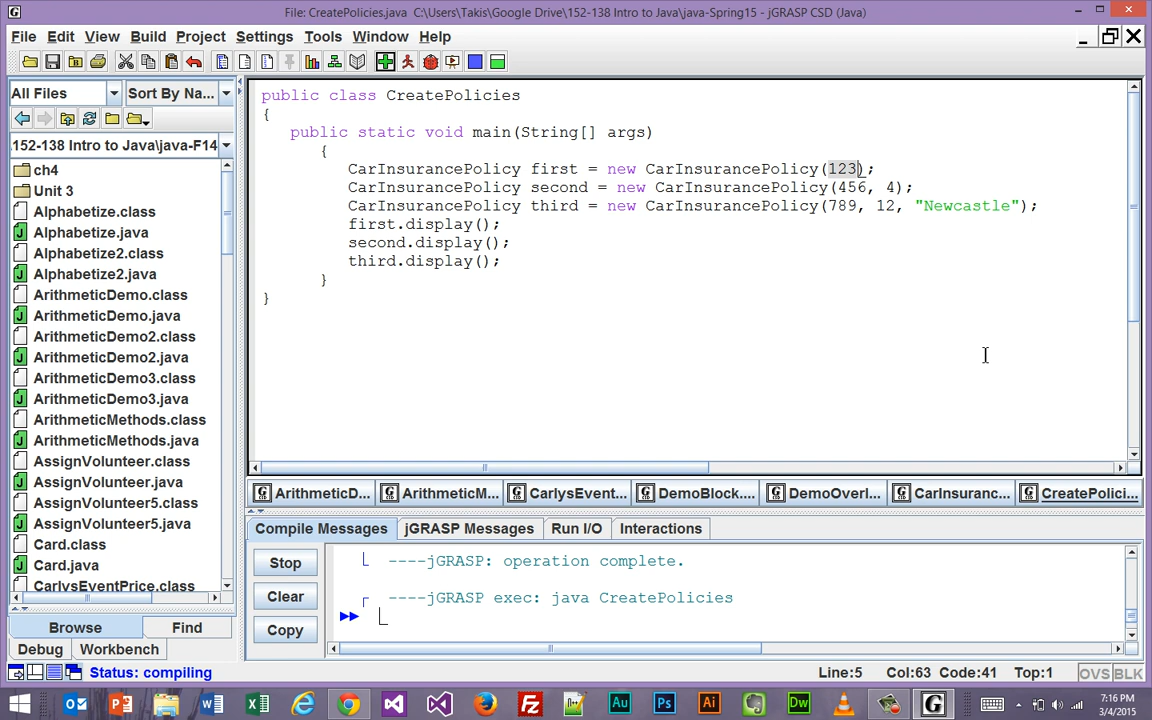 File: CreatePolicies.java C:\Users\Takis\Google Drive\152-138 Intro to Java\java-Spring15 - jGRASP CSD (Java)
File Edit View Build Project Settings Tools Window Help
All Files
Sort By Na...
.152-138 Intro to Java\java-F14
ch4
Unit 3
Alphabetize.class
Alphabetize.java
Alphabetize2.class
Alphabetize2.java
ArithmeticDemo.class
ArithmeticDemo.java
ArithmeticDemo2.class
ArithmeticDemo2.java
ArithmeticDemo3.class
ArithmeticDemo3.java
ArithmeticMethods.class
ArithmeticMethods.java
AssignVolunteer.class
AssignVolunteer.java
AssignVolunteer5.class
AssignVolunteer5.java
Card.class
Card.java
CarlysEventPrice.class
Browse Find
Debug Workbench
public class CreatePolicies
{
public static void main(String[] args)
{
CarInsurancePolicy first = new CarInsurancePolicy(123);
CarInsurancePolicy second = new CarInsurancePolicy(456, 4);
CarInsurancePolicy third = new CarInsurancePolicy(789, 12, "Newcastle");
first.display();
second.display();
third.display();
}
}
ArithmeticD... ArithmeticM... CarlysEvent... DemoBlock.... DemoOverl... CarInsuranc... CreatePolici...
Compile Messages jGRASP Messages Run I/O Interactions
Stop
Clear
Copy
----jGRASP: operation complete.
----jGRASP exec: java CreatePolicies
Status: compiling
Line:5 Col:63 Code:41 Top:1 OVS BLK
7:16 PM
3/4/2015